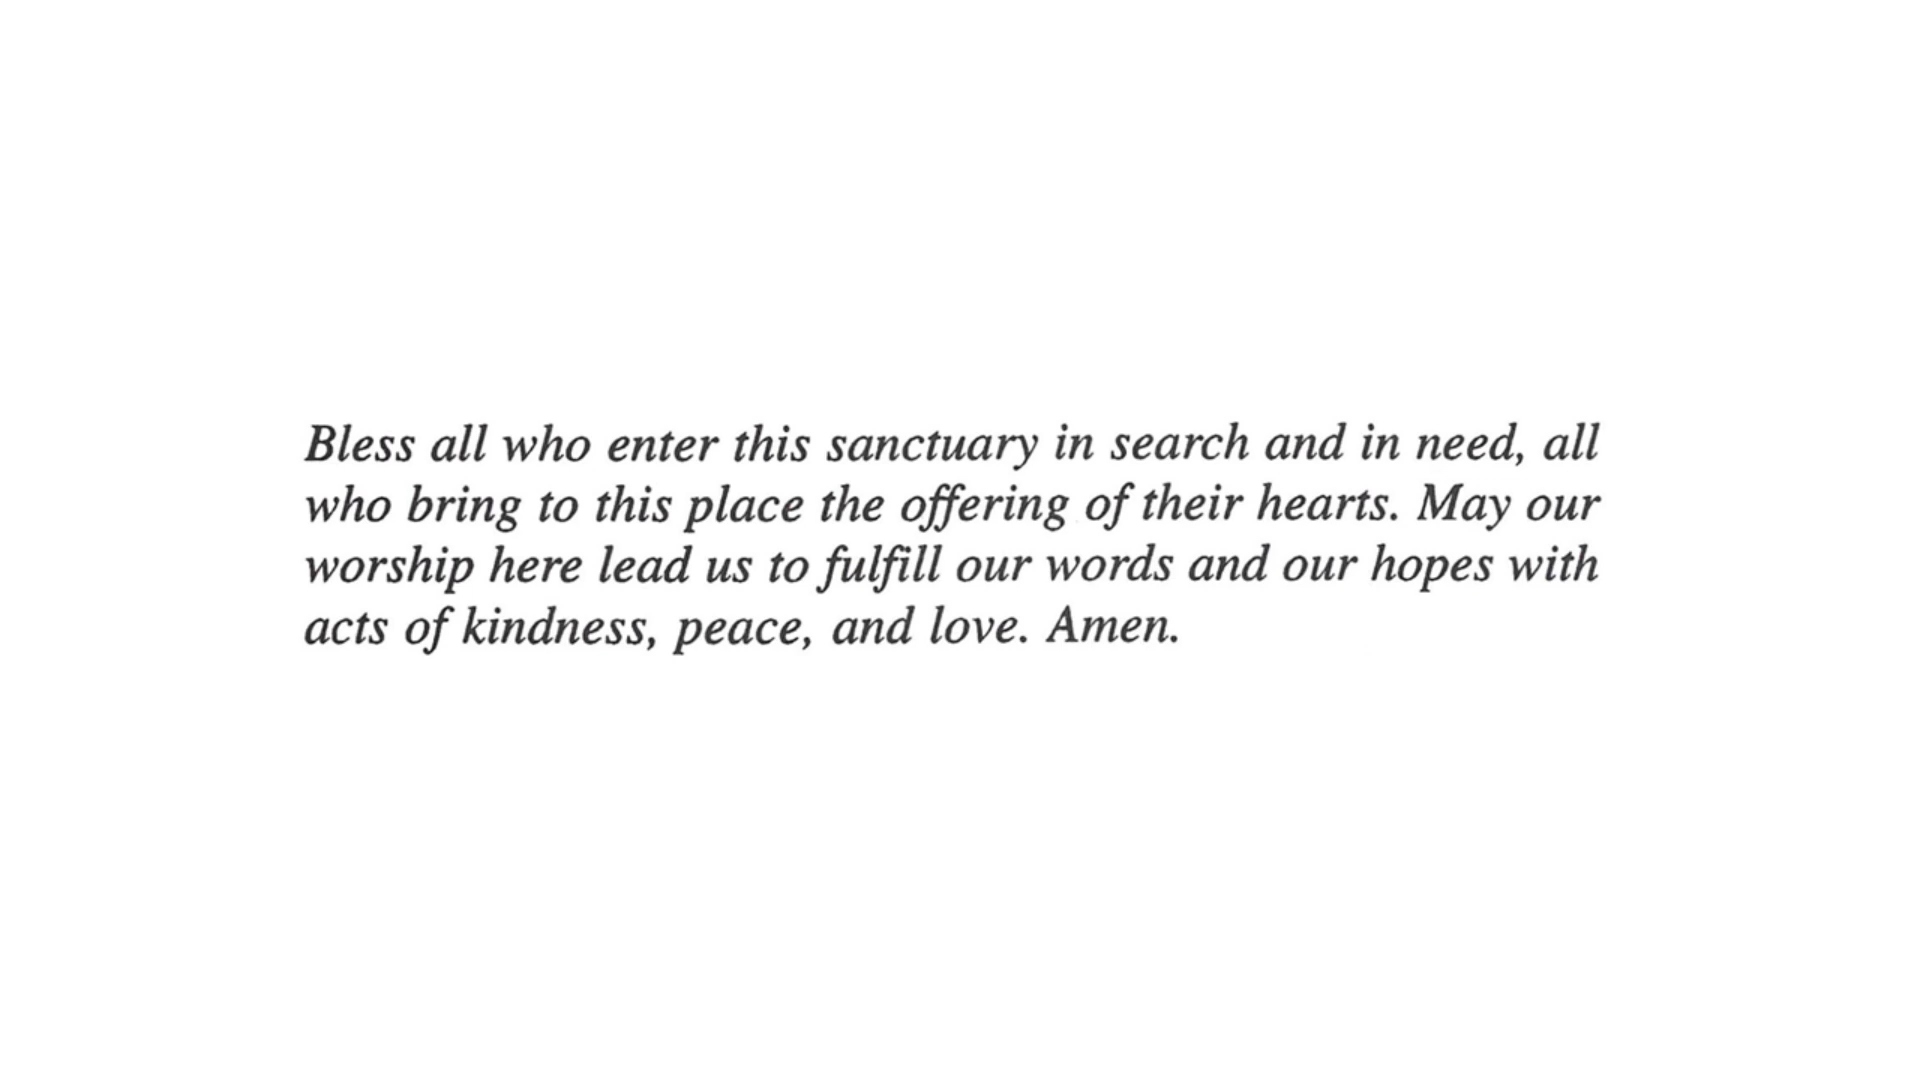 Bless all who enter this sanctuary in search and in need, all
who bring to this place the offering of their hearts. May our
worship here lead us to fulfill our words and our hopes with
acts of kindness, peace, and love. Amen.